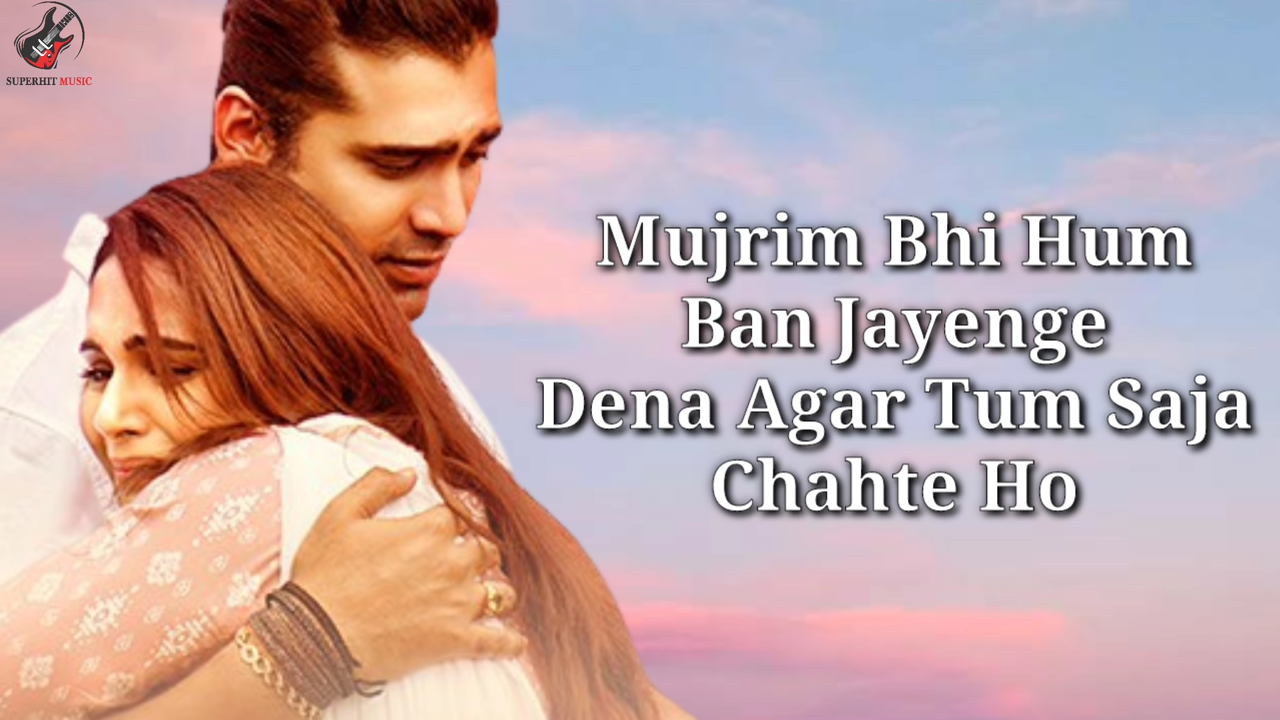 SUPERHIT MUSIC
Mujrim Bhi Hum
Ban Jayenge
Dena Agar Tum Saja
Chahte Ho